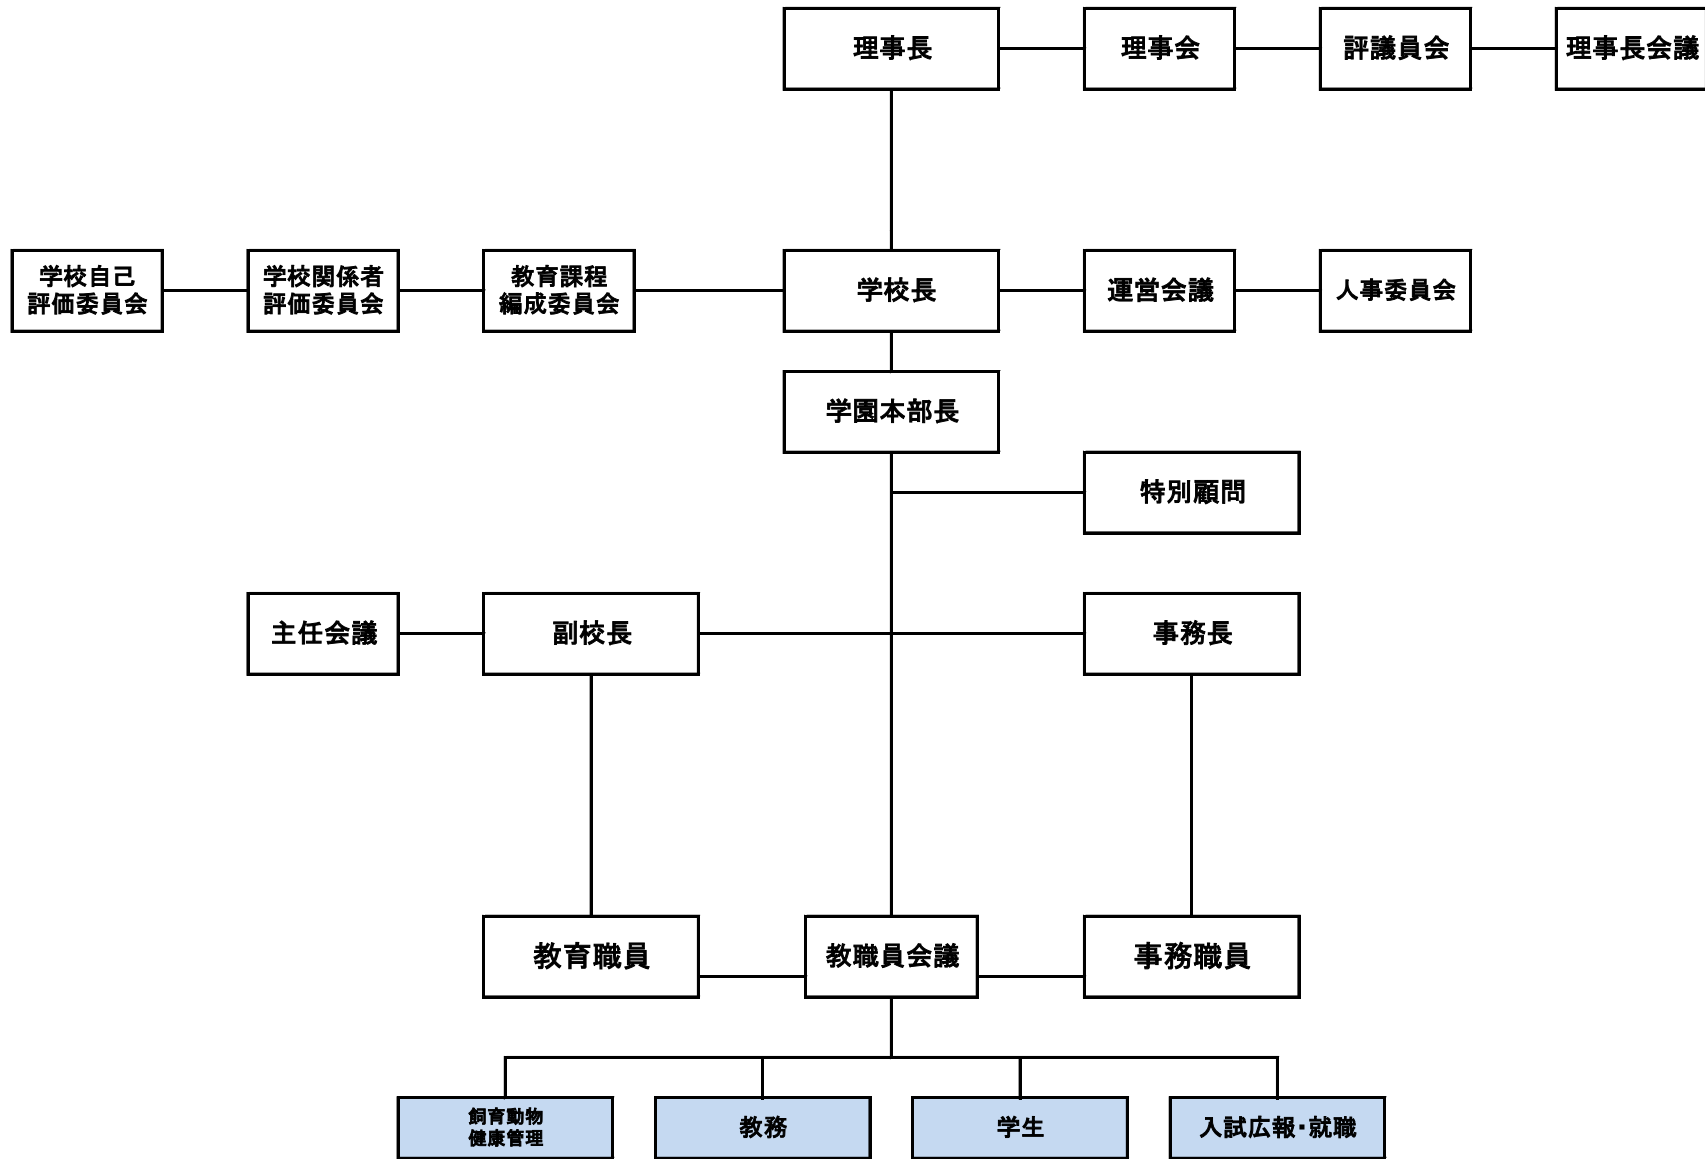 理事長
理事会
評議員会
理事長会議
学校自己
評価委員会
学校関係者
評価委員会
教育課程
編成委員会
学校長
運営会議
人事委員会
学園本部長
特別顧問
主任会議
副校長
事務長
教育職員
教職員会議
事務職員
飼育動物
健康管理
教務
学生
入試広報・就職